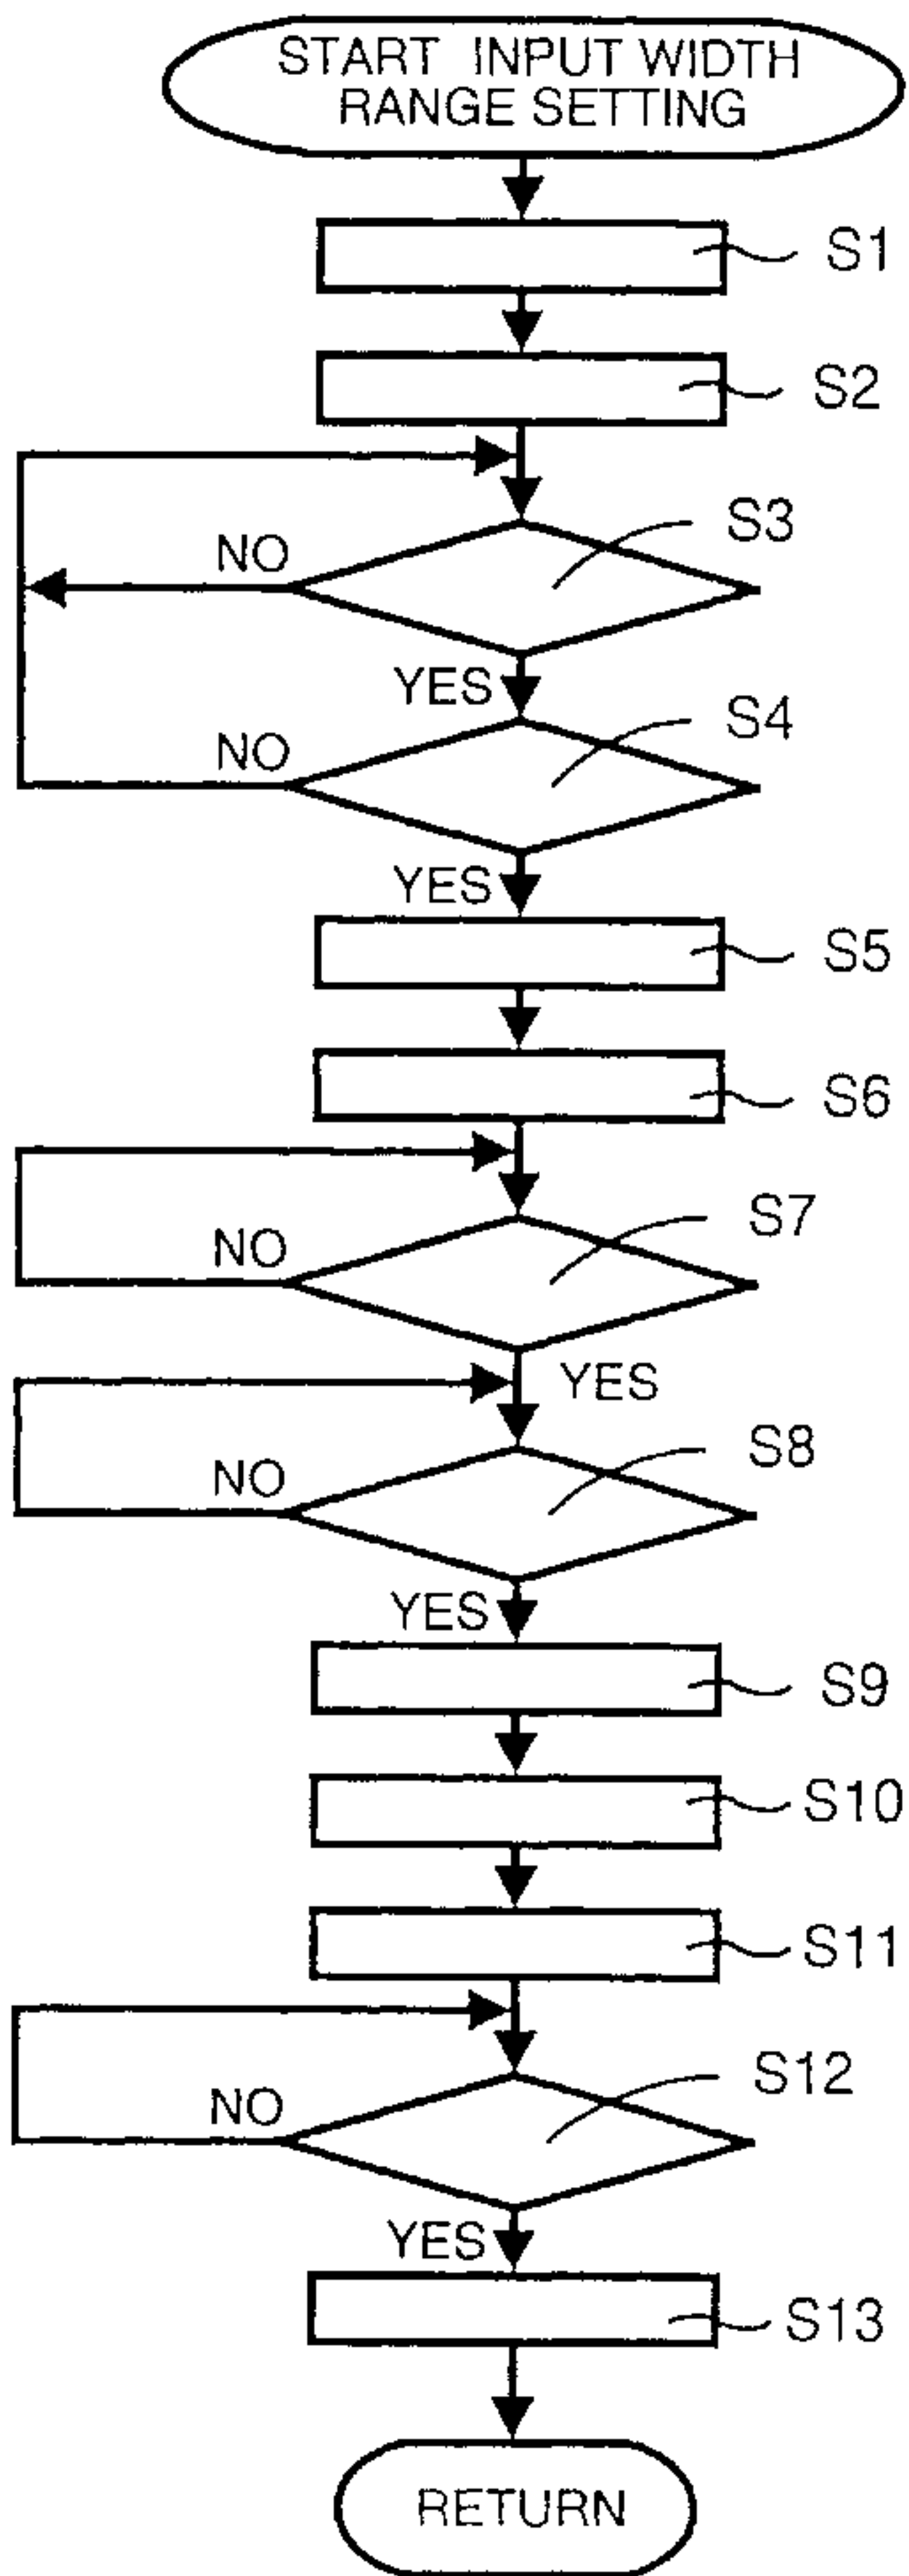 START INPUT WIDTH
RANGE SETTING
S1
S2
S3
NO
YES
S4
NO
YES
S5
S6
S7
NO
YES
S8
NO
YES
S9
S10
S11
S12
NO
YES
S13
RETURN